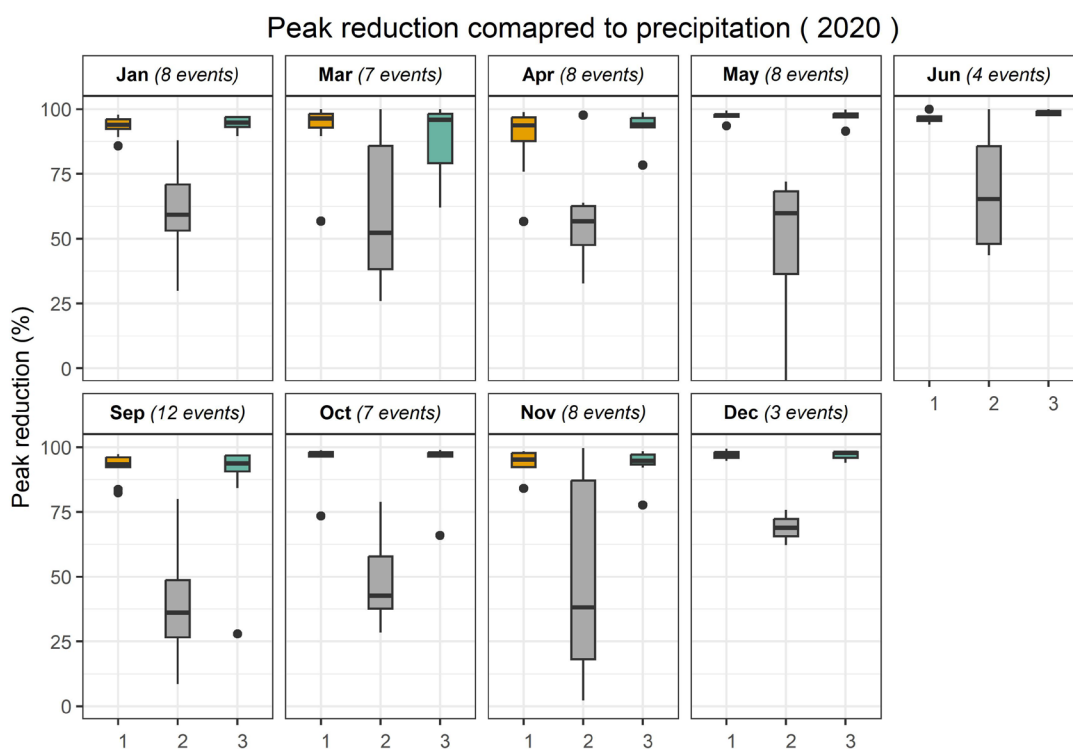 Peak reduction comapred to precipitation ( 2020 )
Jan (8 events)
Mar (7 events)
Apr (8 events)
May (8 events)
Jun (4 events)
100
75
50
25
0
1
2
3
Peak reduction (%)
Sep (12 events)
Oct (7 events)
Nov (8 events)
Dec (3 events)
100
75
50
25
0
1
2
3
1
2
3
1
2
3
1
2
3